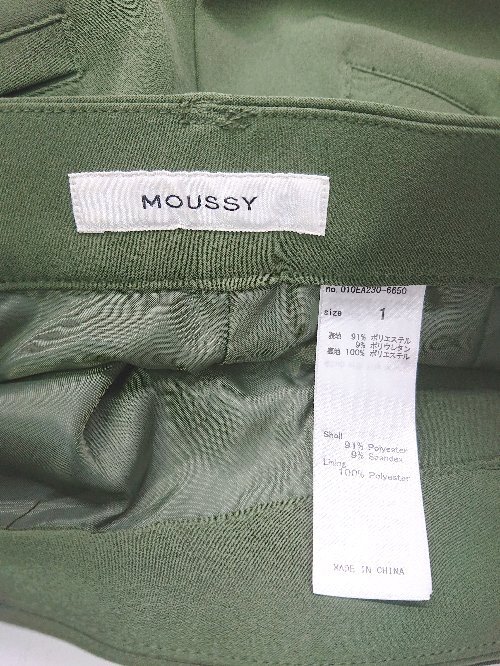 MOUSSY
no. 010EA230-6650
size 1
表地 91% ポリエステル
9% ポリウレタン
裏地 100% ポリエステル
Shell
91% Polyester
9% Spandex
Lining
100% Polyester
MADE IN CHINA